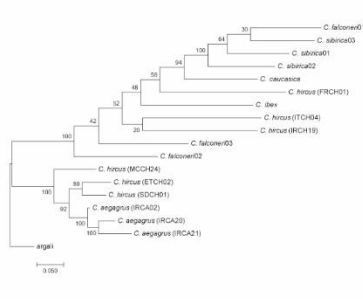 C. falconeri01
30
C. sibirica03
64
C. sibirica01
100
C. sibirica02
94
C. caucasica
56
C. hircus (FRCH01)
48
C. ibex
52
C. hircus (ITCH04)
42
20
C. hircus (IRCH19)
100
C. falconeri03
C. falconeri02
C. hircus (MCCH24)
C. hircus (ETCH02)
100
C. hircus (SDCH01)
92
C. aegagrus (IRCA02)
C. aegagrus (IRCA20)
100
C. aegagrus (IRCA21)
100
argali
0.050